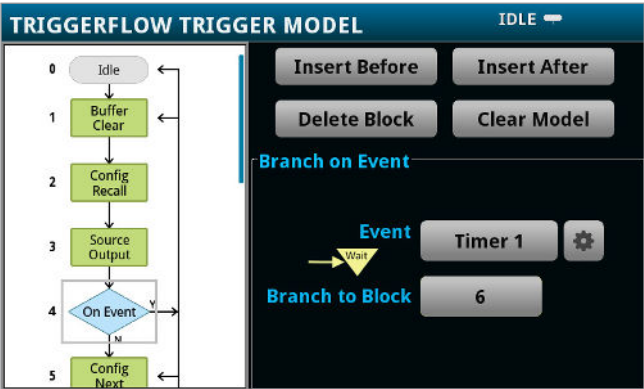 TRIGGERFLOW TRIGGER MODEL
IDLE
0 Idle
1 Buffer
Clear
2 Config
Recall
3 Source
Output
4 On Event
Y
N
5 Config
Next
Insert Before
Insert After
Delete Block
Clear Model
Branch on Event
Event
Timer 1
Wait
Branch to Block
6